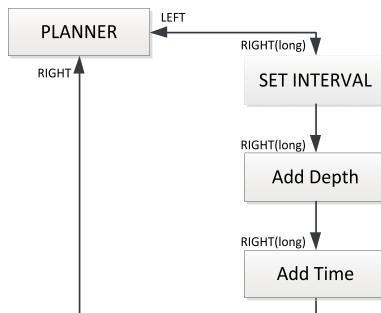 LEFT
PLANNER
RIGHT(long)
RIGHT
SET INTERVAL
RIGHT(long)
Add Depth
RIGHT(long)
Add Time